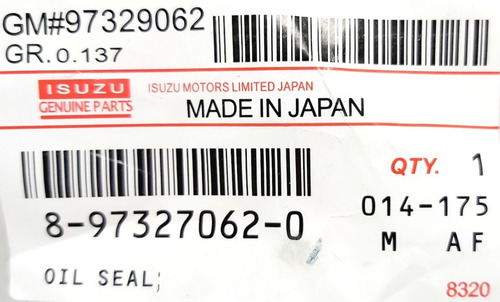 GM#97329062
GR.0.137
ISUZU
GENUINE PARTS
ISUZU MOTORS LIMITED JAPAN
MADE IN JAPAN
QTY. 1
8-97327062-0
014-175
M AF
OIL SEAL;
8320